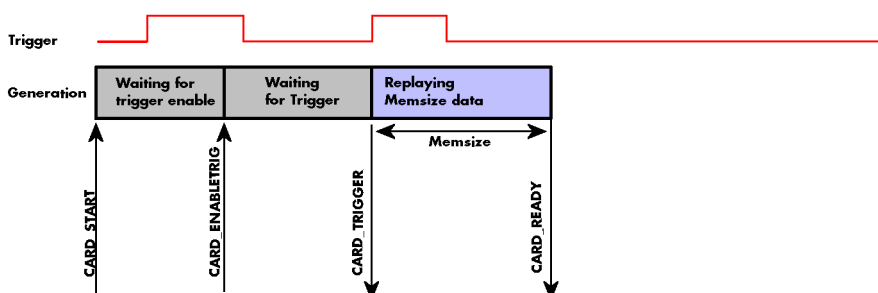 Trigger
Generation
Waiting for
trigger enable
Waiting
for Trigger
Replaying
Memsize data
Memsize
CARD_START
CARD_ENABLETRIG
CARD_TRIGGER
CARD_READY